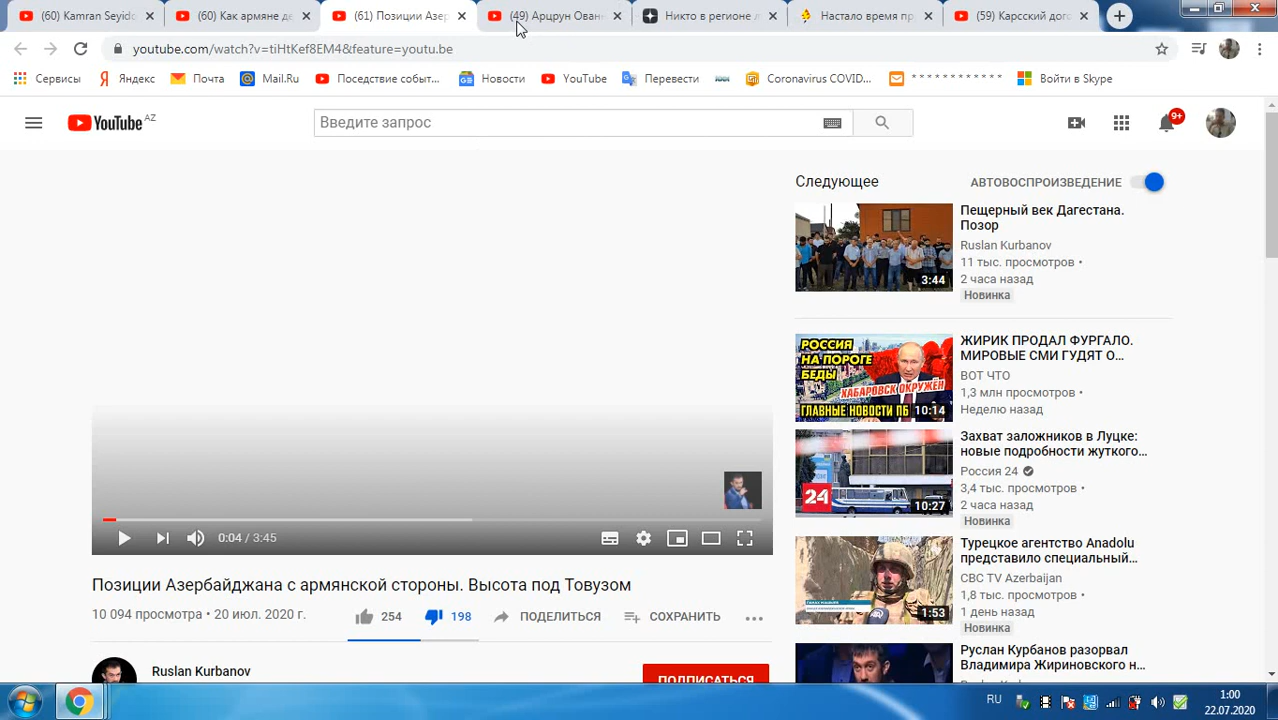 (60) Kamran Seyido
(60) Как армяне де
(61) Позиции Азер
(49) Арцрун Ованн
Никто в регионе л
Настало время пр
(59) Карсский дого
youtube.com/watch?v=tiHtKef8EM4&feature=youtu.be
Сервисы
Яндекс
Почта
Mail.Ru
Поседствие событ...
Новости
YouTube
Перевести
Coronavirus COVID...
* * * * * * * * * * *
Войти в Skype
YouTube AZ
Введите запрос
9+
Следующее
АВТОВОСПРОИЗВЕДЕНИЕ
Пещерный век Дагестана.
Позор
Ruslan Kurbanov
11 тыс. просмотров •
2 часа назад
Новинка
3:44
РОССИЯ
НА ПОРОГЕ
БЕДЫ
ХАБАРОВСК ОКРУЖЁН
ГЛАВНЫЕ НОВОСТИ ПБ
10:14
ЖИРИК ПРОДАЛ ФУРГАЛО.
МИРОВЫЕ СМИ ГУДЯТ О...
ВОТ ЧТО
1,3 млн просмотров •
Неделю назад
24
10:27
Захват заложников в Луцке:
новые подробности жуткого...
Россия 24
3,4 тыс. просмотров •
2 часа назад
Новинка
1:53
Турецкое агентство Anadolu
представило специальный...
CBC TV Azerbaijan
1,8 тыс. просмотров •
1 день назад
Новинка
Руслан Курбанов разорвал
Владимира Жириновского н...
0:04 / 3:45
Позиции Азербайджана с армянской стороны. Высота под Товузом
просмотра • 20 июл. 2020 г.
254
198
ПОДЕЛИТЬСЯ
СОХРАНИТЬ
Ruslan Kurbanov
ПОДПИСАТЬСЯ
RU
1:00
22.07.2020